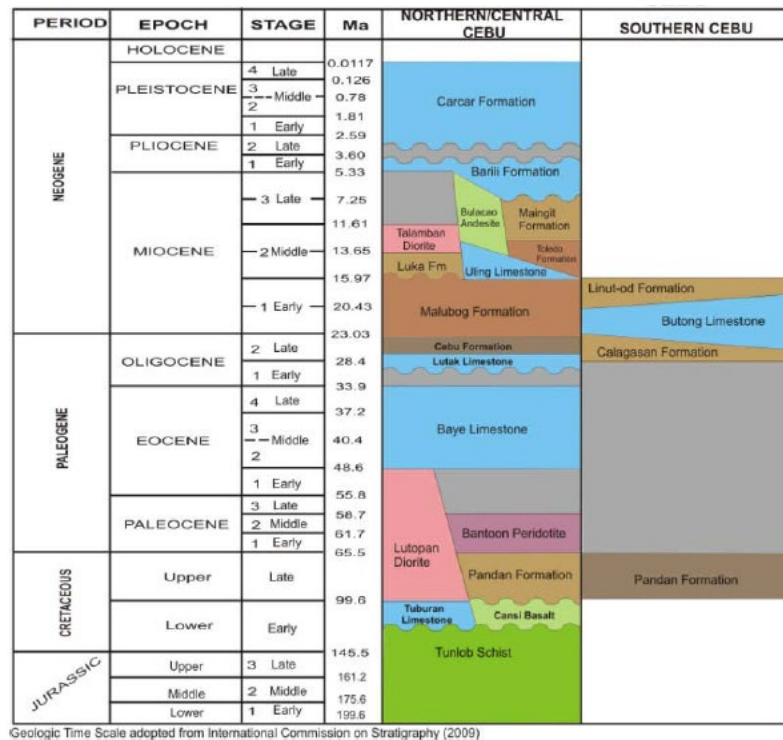 PERIOD EPOCH STAGE Ma NORTHERN/CENTRAL CEBU SOUTHERN CEBU
HOLOCENE
0.0117
PLEISTOCENE 4 Late
0.126
3 Middle
0.78
2
1.81
1 Early
2.59
Carcar Formation
NEOGENE
PLIOCENE 2 Late
3.60
1 Early
5.33
Barili Formation
MIOCENE 3 Late 7.25
Bulacao Andesite
Maingit Formation
11.61
Talamban Diorite
2 Middle 13.65
Toledo Formation
Luka Fm
Uling Limestone
15.97
Linut-od Formation
1 Early 20.43
Malubog Formation
Butong Limestone
23.03
PALEOGENE
OLIGOCENE 2 Late
Cebu Formation
Calagasan Formation
28.4
Lutak Limestone
1 Early
33.9
EOCENE 4 Late
37.2
3 Middle 40.4
2
Baye Limestone
48.6
1 Early
55.8
PALEOCENE 3 Late
58.7
2 Middle
61.7
1 Early
65.5
Bantoon Peridotite
Lutopan Diorite
CRETACEOUS
Upper Late
Pandan Formation
Pandan Formation
99.6
Lower Early
Tuburan Limestone
Cansi Basalt
145.5
Tunlob Schist
JURASSIC
Upper 3 Late
161.2
Middle 2 Middle
175.6
Lower 1 Early
199.6
Geologic Time Scale adopted from International Commission on Stratigraphy (2009)